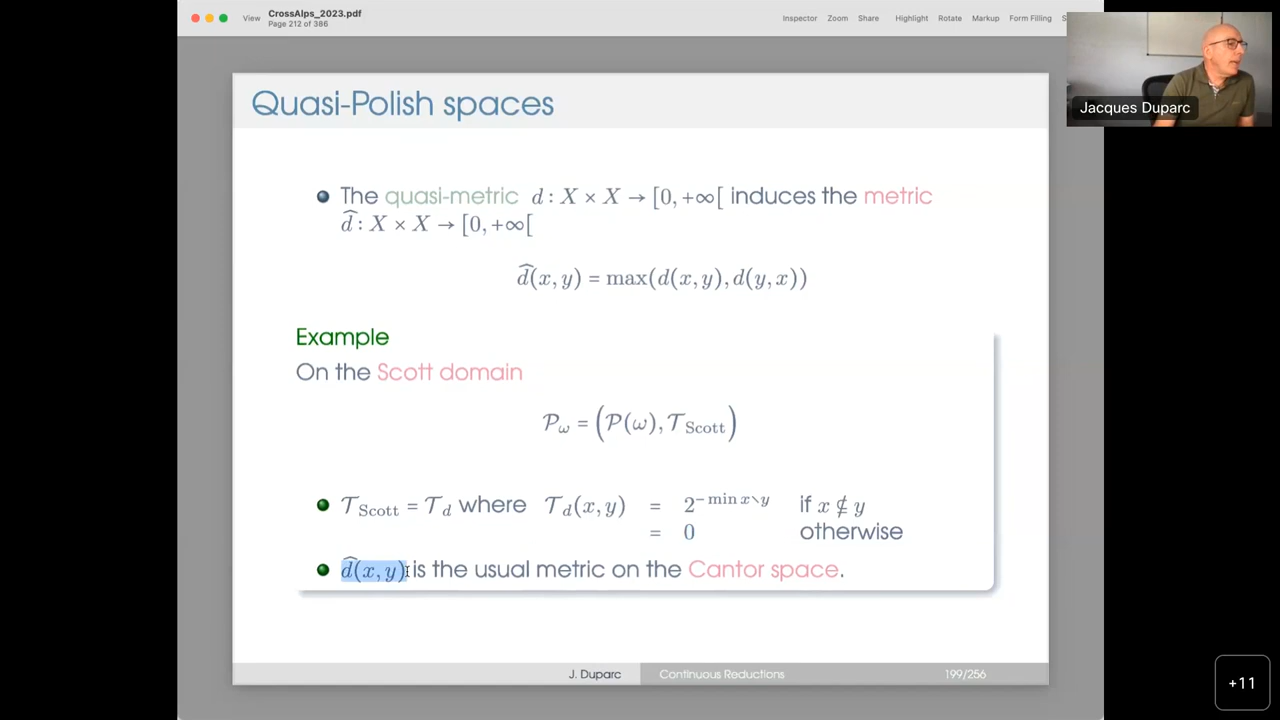 View
CrossAlps_2023.pdf
Page 212 of 386
Inspector Zoom Share Highlight Rotate Markup Form Filling
Jacques Duparc
Quasi-Polish spaces
The quasi-metric d : X × X → [0, +∞[ induces the metric
d̂ : X × X → [0, +∞[
d̂(x, y) = max(d(x, y), d(y, x))
Example
On the Scott domain
𝒫ω = (𝒫(ω), 𝒯Scott)
𝒯Scott = 𝒯d where 𝒯d(x, y) = 2^{−min x∖y} if x ⊈ y
= 0 otherwise
d̂(x, y) is the usual metric on the Cantor space.
J. Duparc Continuous Reductions 199/256
+11